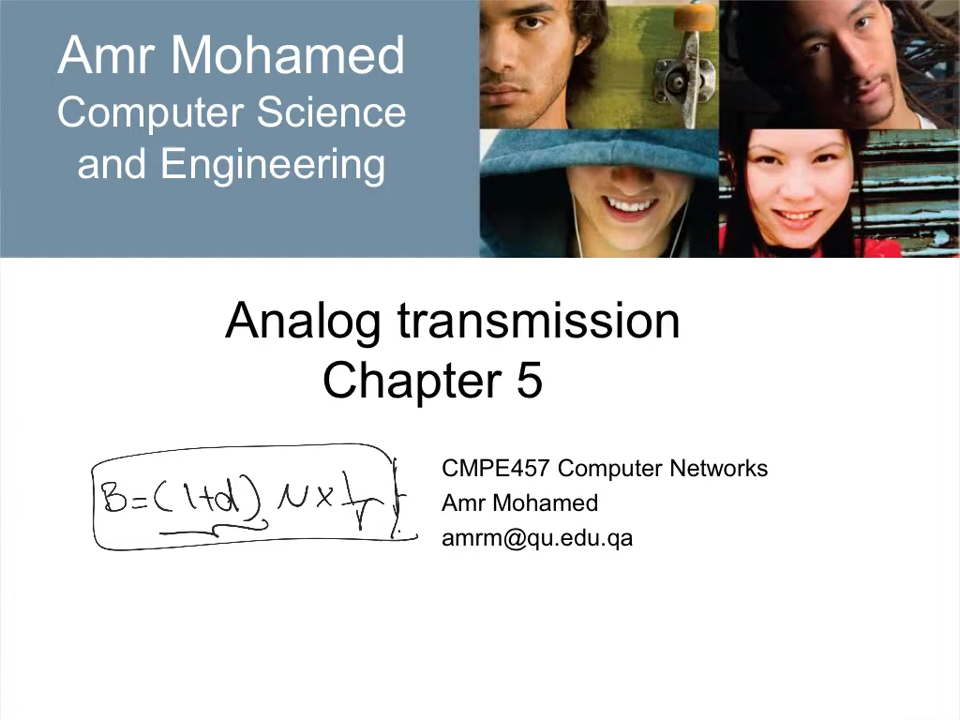 Amr Mohamed
Computer Science
and Engineering
Analog transmission
Chapter 5
B = (1+d) N x 1/r
CMPE457 Computer Networks
Amr Mohamed
amrm@qu.edu.qa